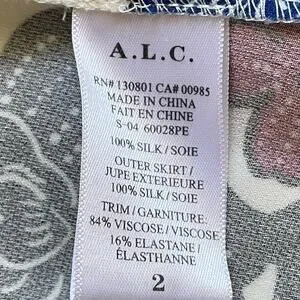 A.L.C.
RN# 130801 CA# 00985
MADE IN CHINA
FAIT EN CHINE
S-04 60028PE
100% SILK / SOIE
OUTER SKIRT /
JUPE EXTERIEURE
100% SILK / SOIE
TRIM / GARNITURE:
84% VISCOSE / VISCOSE
16% ELASTANE /
ÉLASTHANNE
2